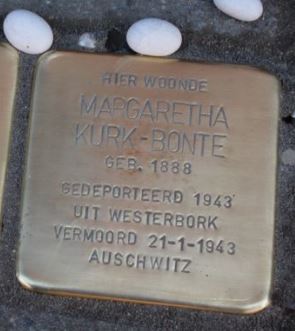 HIER WOONDE
MARGARETHA
KURK-BONTE
GEB. 1888
GEDEPORTEERD 1943
UIT WESTERBORK
VERMOORD 21-1-1943
AUSCHWITZ